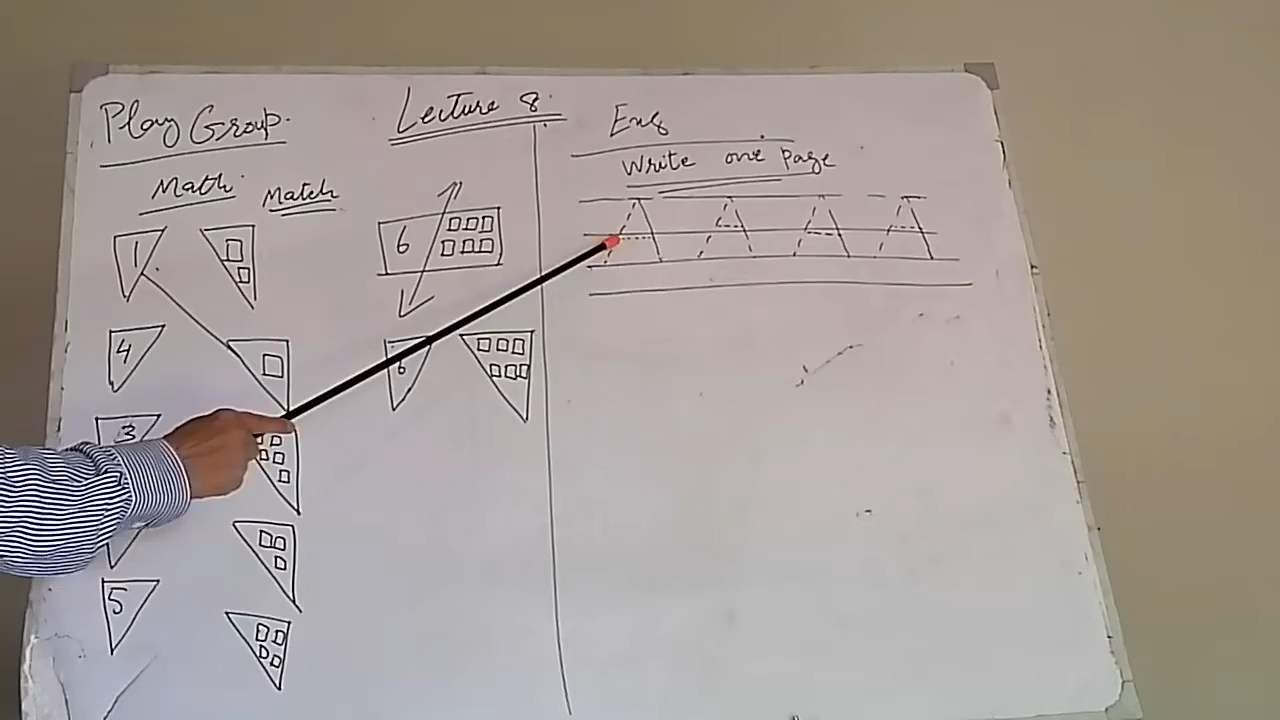 Play Group.
Lecture 8.
Math
Match
1
4
3
5
6
6
Eng
Write one page
A A A A